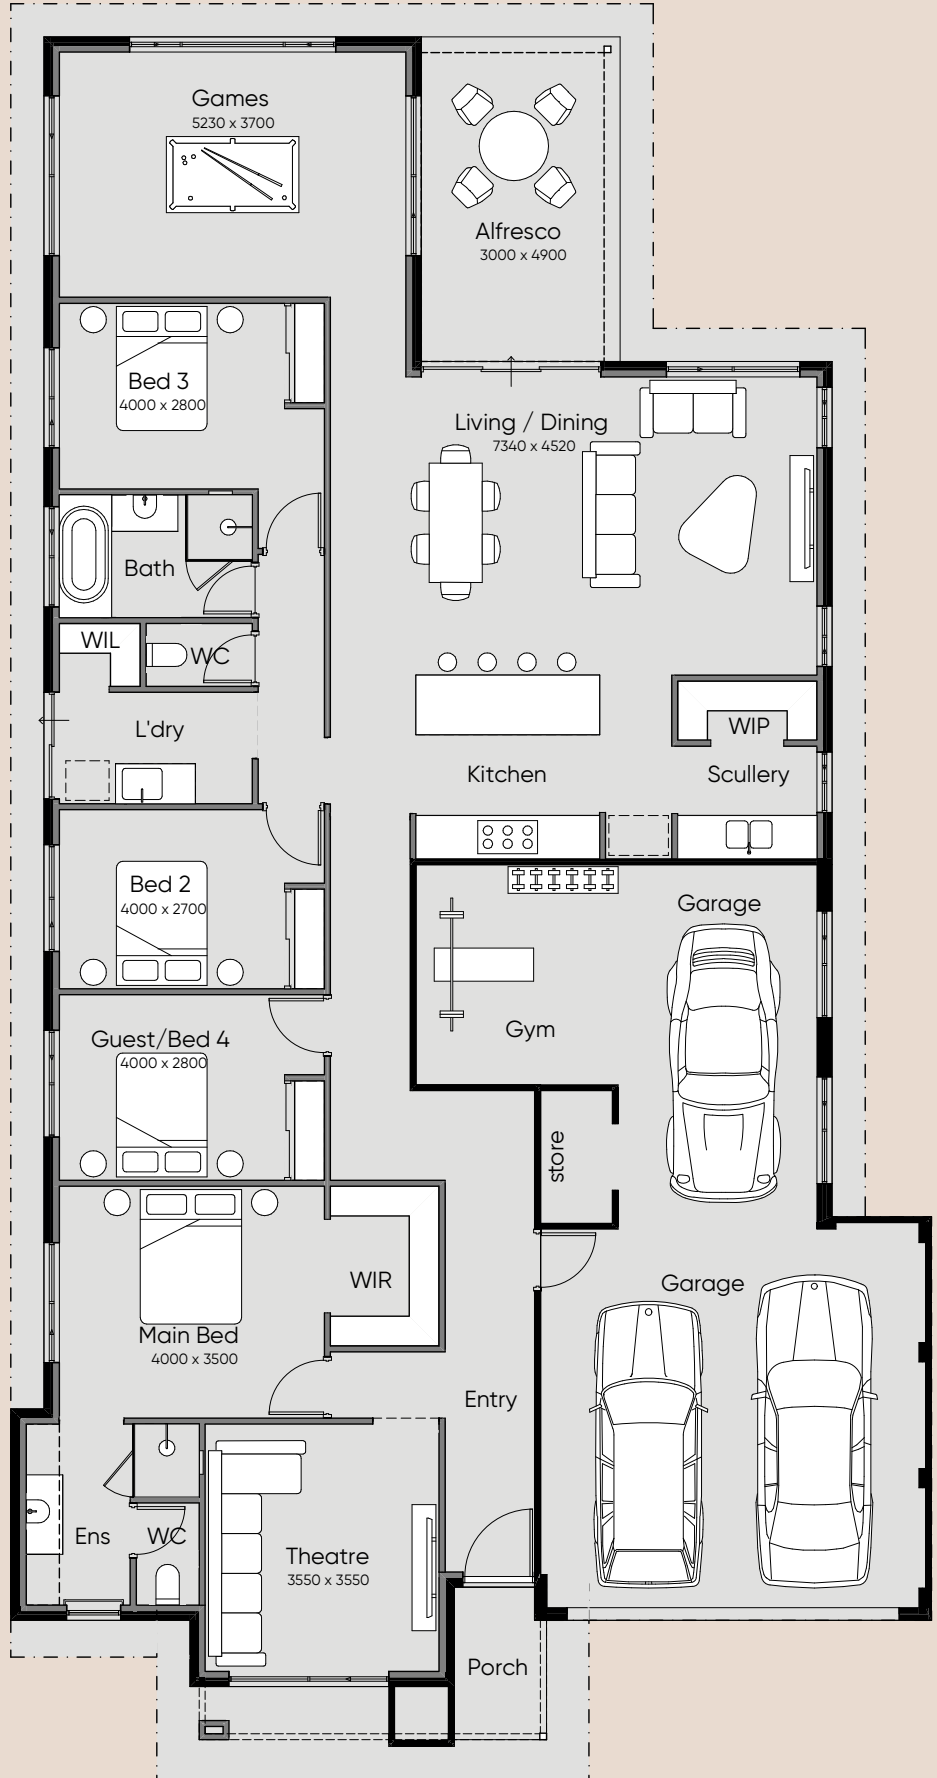 Games
5230 x 3700
Alfresco
3000 x 4900
Bed 3
4000 x 2800
Living / Dining
7340 x 4520
Bath
WIL
WC
L'dry
WIP
Kitchen
Scullery
Bed 2
4000 x 2700
Garage
Gym
Guest/Bed 4
4000 x 2800
store
WIR
Garage
Main Bed
4000 x 3500
Entry
Ens
WC
Theatre
3550 x 3550
Porch